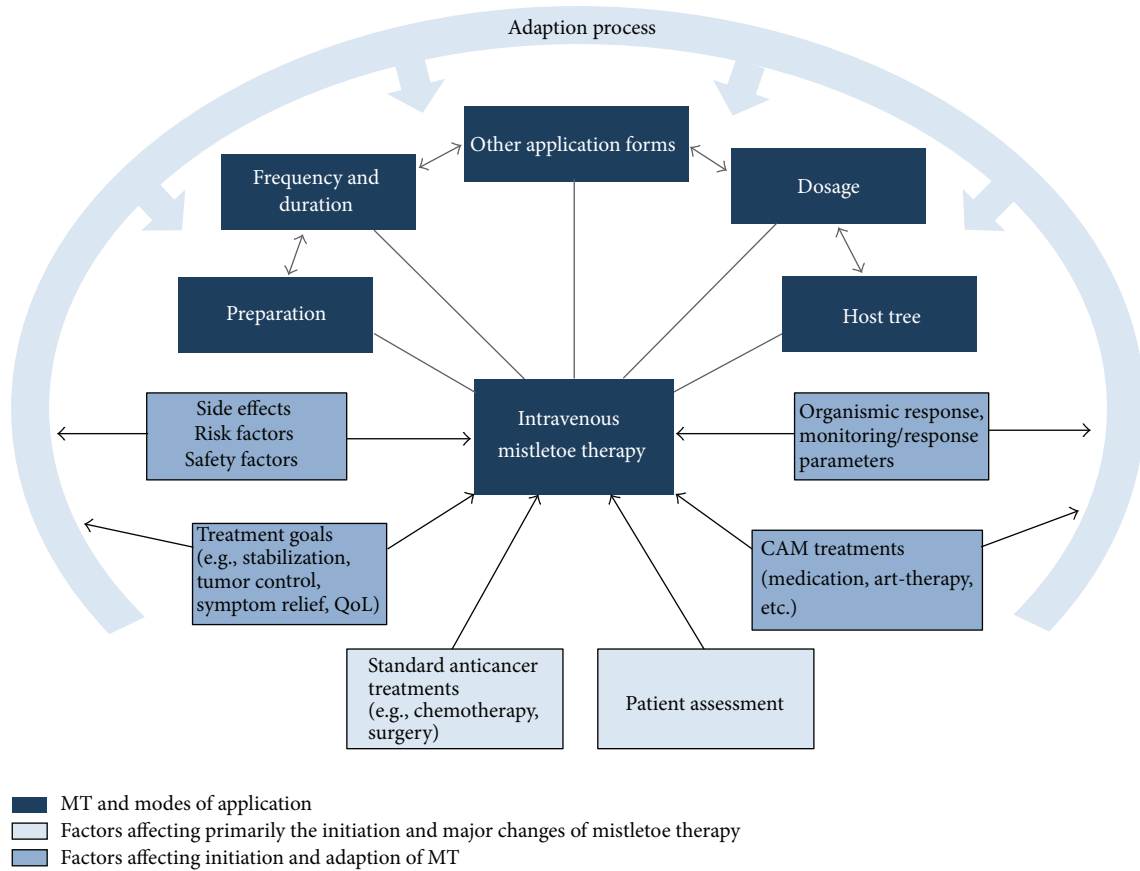 Adaption process
Other application forms
Frequency and
duration
Dosage
Preparation
Host tree
Intravenous
mistletoe therapy
Side effects
Risk factors
Safety factors
Organismic response,
monitoring/response
parameters
Treatment goals
(e.g., stabilization,
tumor control,
symptom relief, QoL)
CAM treatments
(medication, art-therapy,
etc.)
Standard anticancer
treatments
(e.g., chemotherapy,
surgery)
Patient assessment
MT and modes of application
Factors affecting primarily the initiation and major changes of mistletoe therapy
Factors affecting initiation and adaption of MT